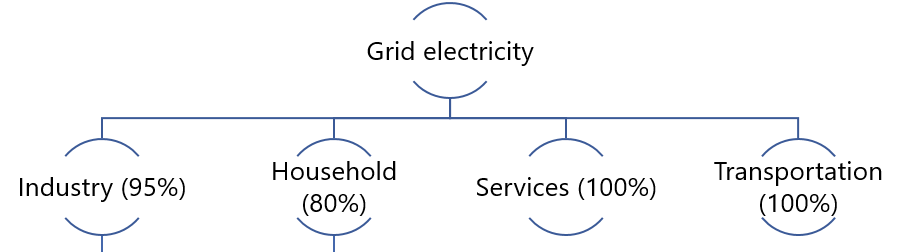 Grid electricity
Industry (95%)
Household
(80%)
Services (100%)
Transportation
(100%)